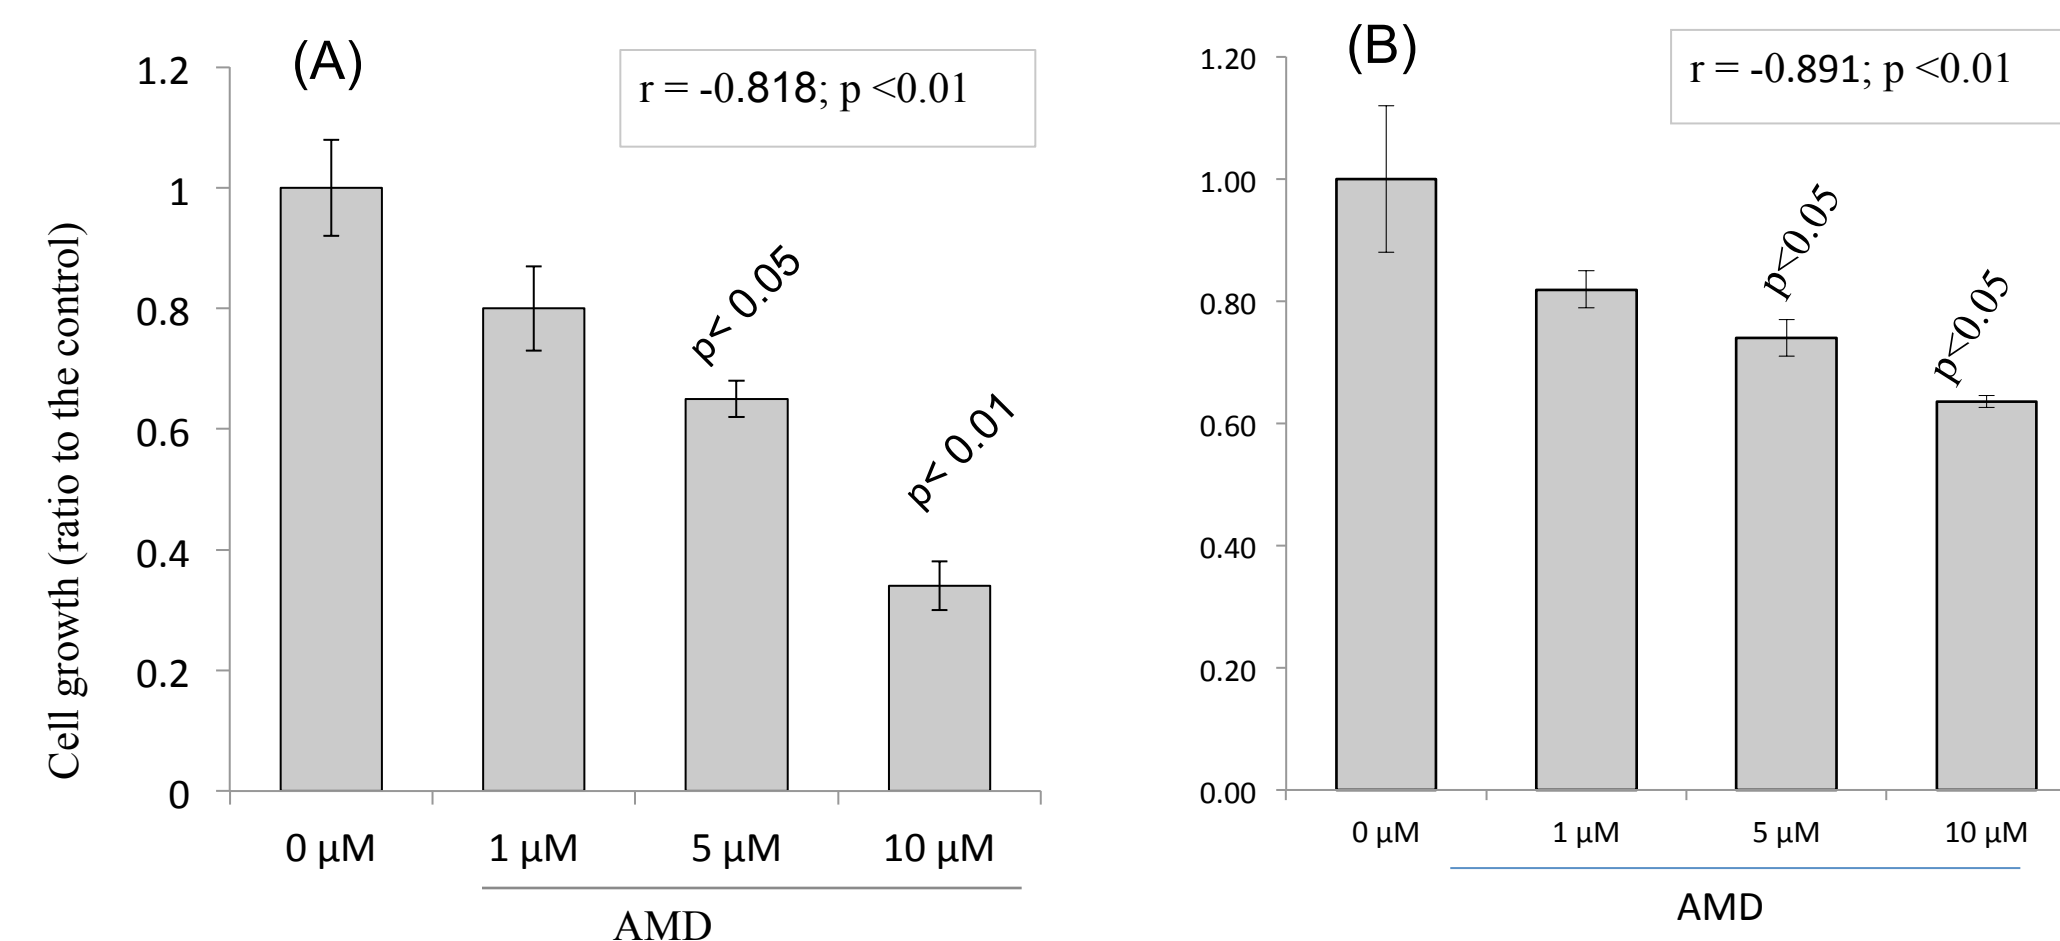 (A)
r = -0.818; p <0.01
Cell growth (ratio to the control)
1.2
1
0.8
0.6
0.4
0.2
0
p< 0.05
p< 0.01
0 μM 1 μM 5 μM 10 μM
AMD
(B)
r = -0.891; p <0.01
1.20
1.00
0.80
0.60
0.40
0.20
0.00
p<0.05
p<0.05
0 μM 1 μM 5 μM 10 μM
AMD